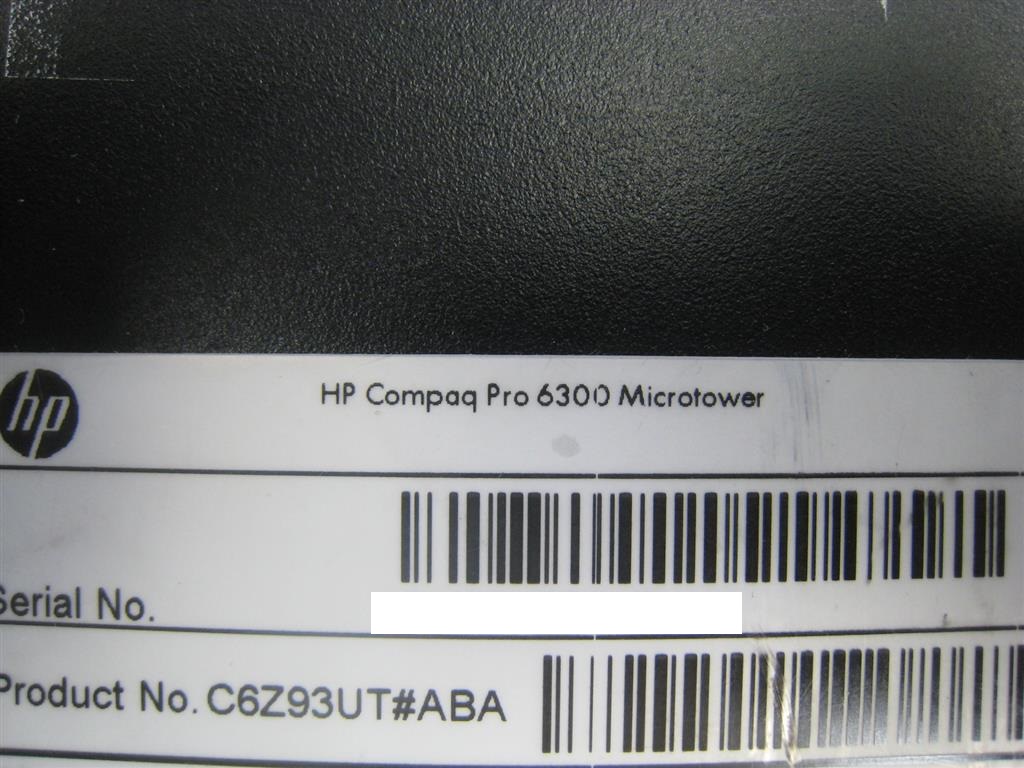 hp
HP Compaq Pro 6300 Microtower
Serial No.
Product No. C6Z93UT#ABA